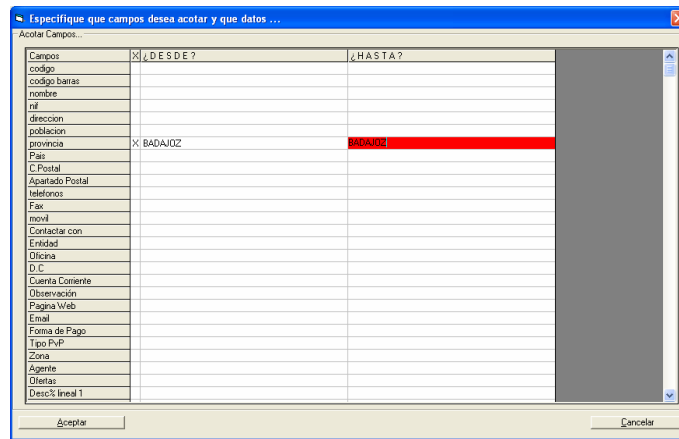 Especifique que campos desea acotar y que datos ...
Acotar Campos...
Campos X ¿ D E S D E ? ¿ H A S T A ?
codigo
codigo barras
nombre
nif
direccion
poblacion
provincia X BADAJOZ BADAJOZ
Pais
C.Postal
Apartado Postal
telefonos
Fax
movil
Contactar con
Entidad
Oficina
D.C
Cuenta Corriente
Observación
Pagina Web
Email
Forma de Pago
Tipo PvP
Zona
Agente
Ofertas
Desc% lineal 1
Aceptar Cancelar